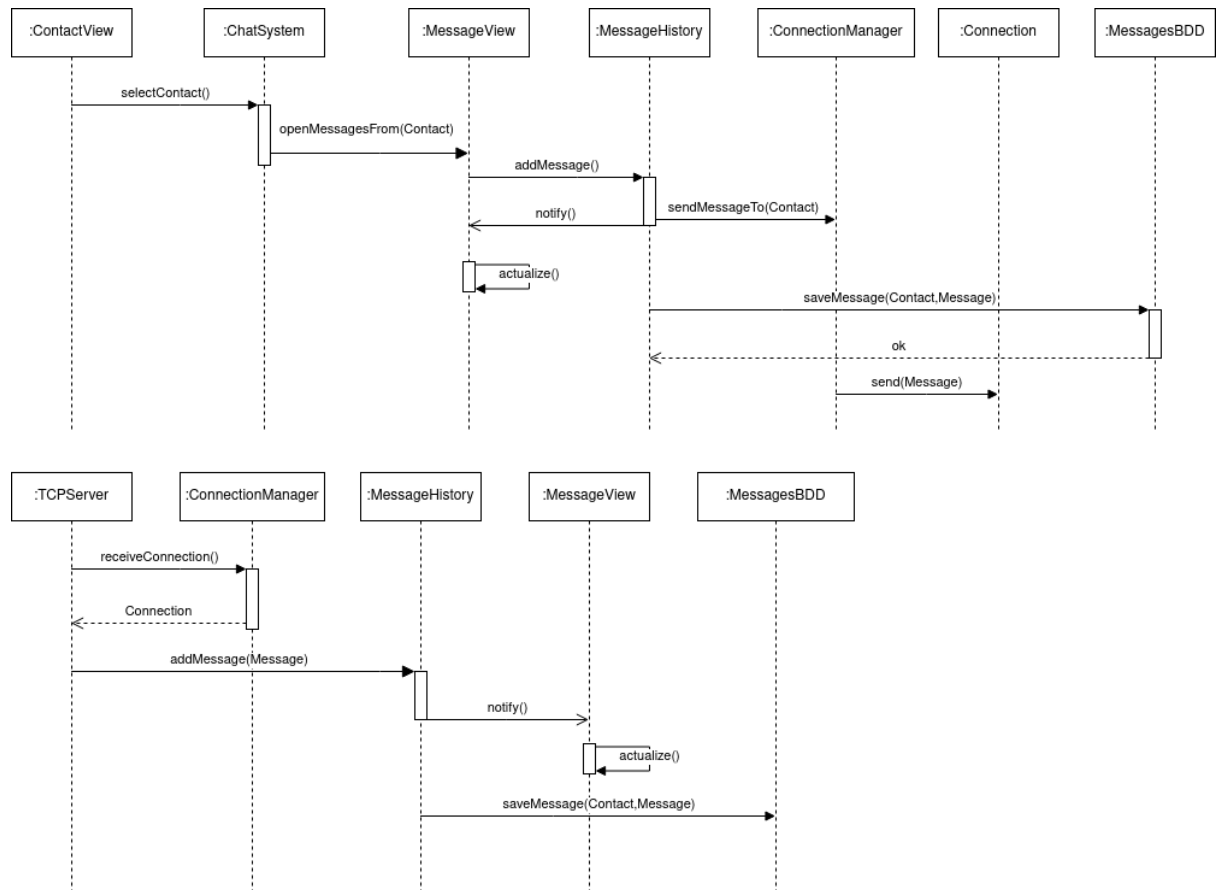 :ContactView
:ChatSystem
:MessageView
:MessageHistory
:ConnectionManager
:Connection
:MessagesBDD
selectContact()
openMessagesFrom(Contact)
addMessage()
sendMessageTo(Contact)
notify()
actualize()
saveMessage(Contact,Message)
ok
send(Message)
:TCPServer
:ConnectionManager
:MessageHistory
:MessageView
:MessagesBDD
receiveConnection()
Connection
addMessage(Message)
notify()
actualize()
saveMessage(Contact,Message)